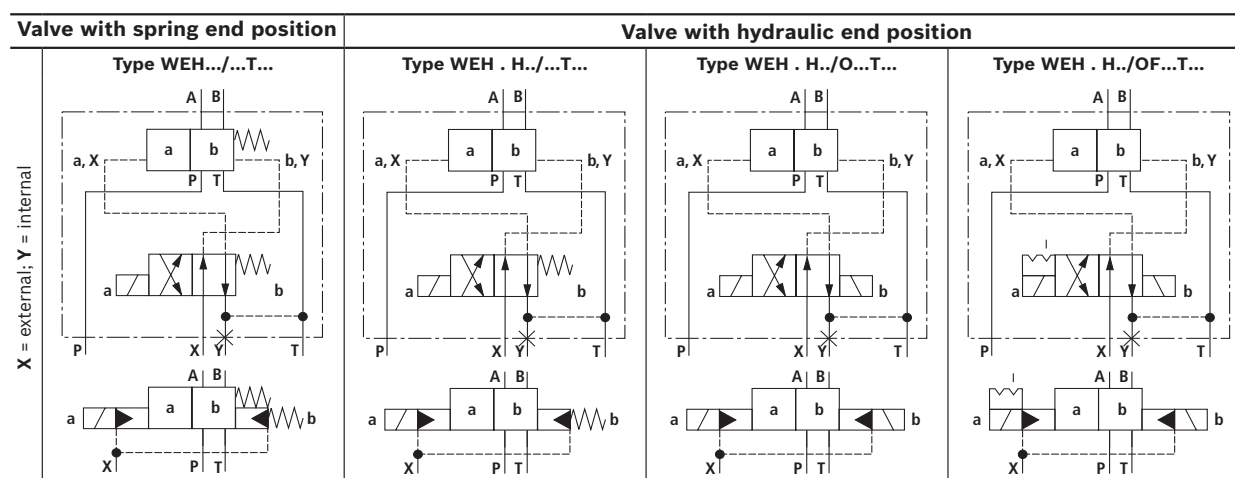 Valve with spring end position
Valve with hydraulic end position
Type WEH.../...T...
Type WEH . H../...T...
Type WEH . H../O...T...
Type WEH . H../OF...T...
X = external; Y = internal
A B
a, X
a
b
b, Y
P T
a
b
P
X Y
T
A B
a
a
b
b
X
P T
A B
a, X
a
b
b, Y
P T
a
b
P
X Y
T
A B
a
a
b
b
X
P T
A B
a, X
a
b
b, Y
P T
a
b
P
X Y
T
A B
a
a
b
b
X
P T
A B
a, X
a
b
b, Y
P T
a
b
P
X Y
T
A B
a
a
b
b
X
P T